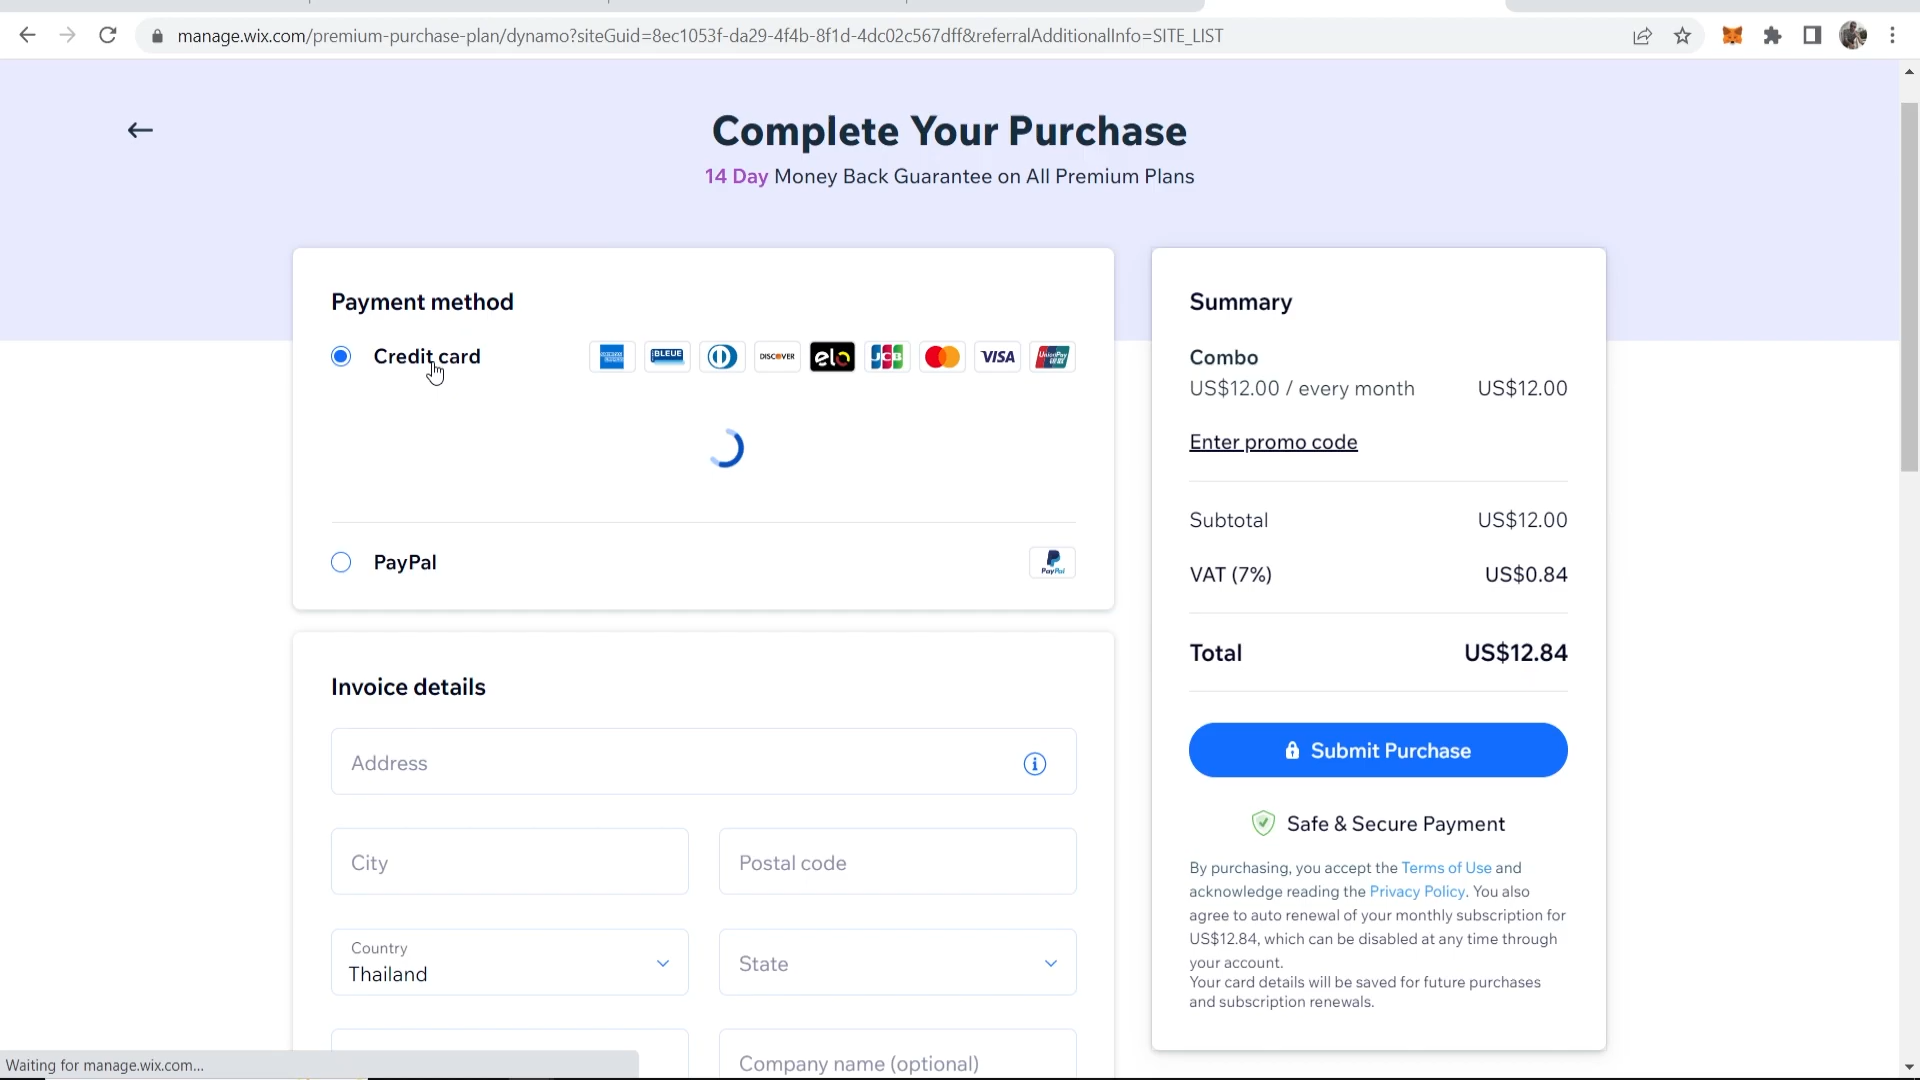 manage.wix.com/premium-purchase-plan/dynamo?siteGuid=8ec1053f-da29-4f4b-8f1d-4dc02c567dff&referralAdditionalInfo=SITE_LIST
Complete Your Purchase
14 Day Money Back Guarantee on All Premium Plans
Payment method
Credit card
BLEUE
DISCOVER
elo
JCB
VISA
UnionPay
PayPal
PayPal
Invoice details
Address
City
Postal code
Country
Thailand
State
Company name (optional)
Summary
Combo
US$12.00 / every month US$12.00
Enter promo code
Subtotal US$12.00
VAT (7%) US$0.84
Total US$12.84
Submit Purchase
Safe & Secure Payment
By purchasing, you accept the Terms of Use and
acknowledge reading the Privacy Policy. You also
agree to auto renewal of your monthly subscription for
US$12.84, which can be disabled at any time through
your account.
Your card details will be saved for future purchases
and subscription renewals.
Waiting for manage.wix.com...